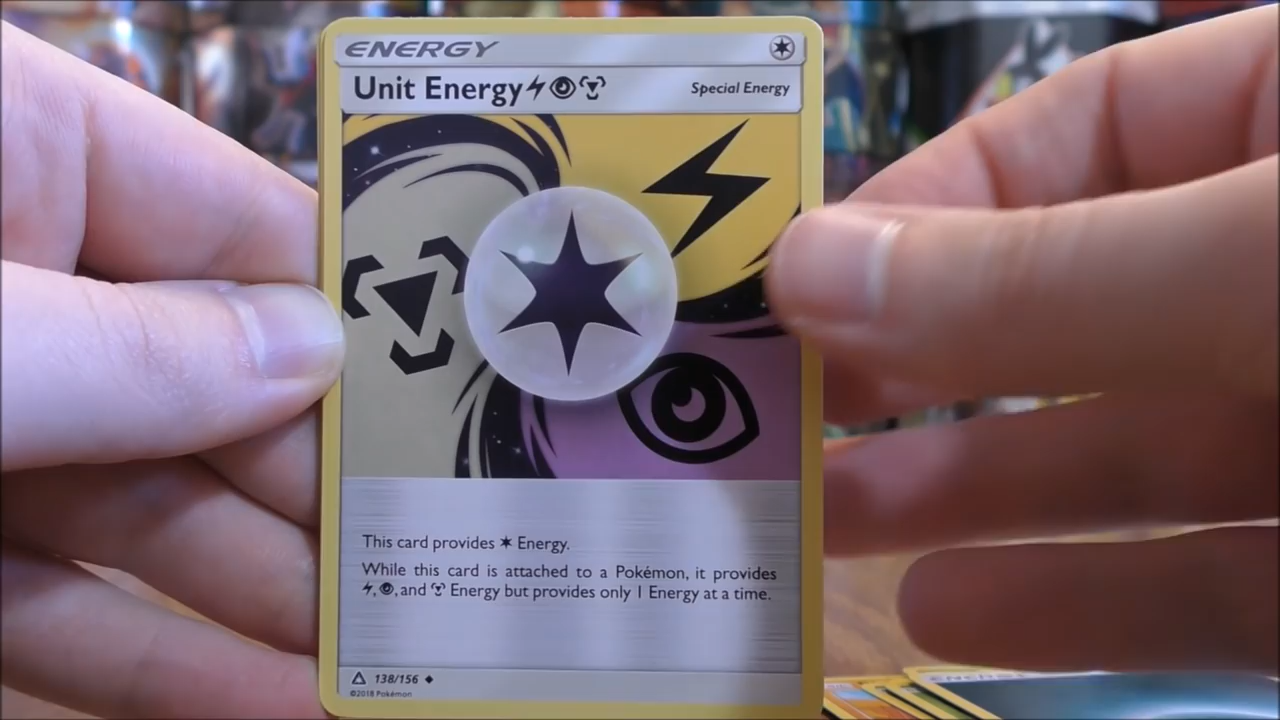 ENERGY
Unit Energy
Special Energy
This card provides Energy.
While this card is attached to a Pokémon, it provides
, , and Energy but provides only 1 Energy at a time.
138/156
©2018 Pokémon
ENERGY